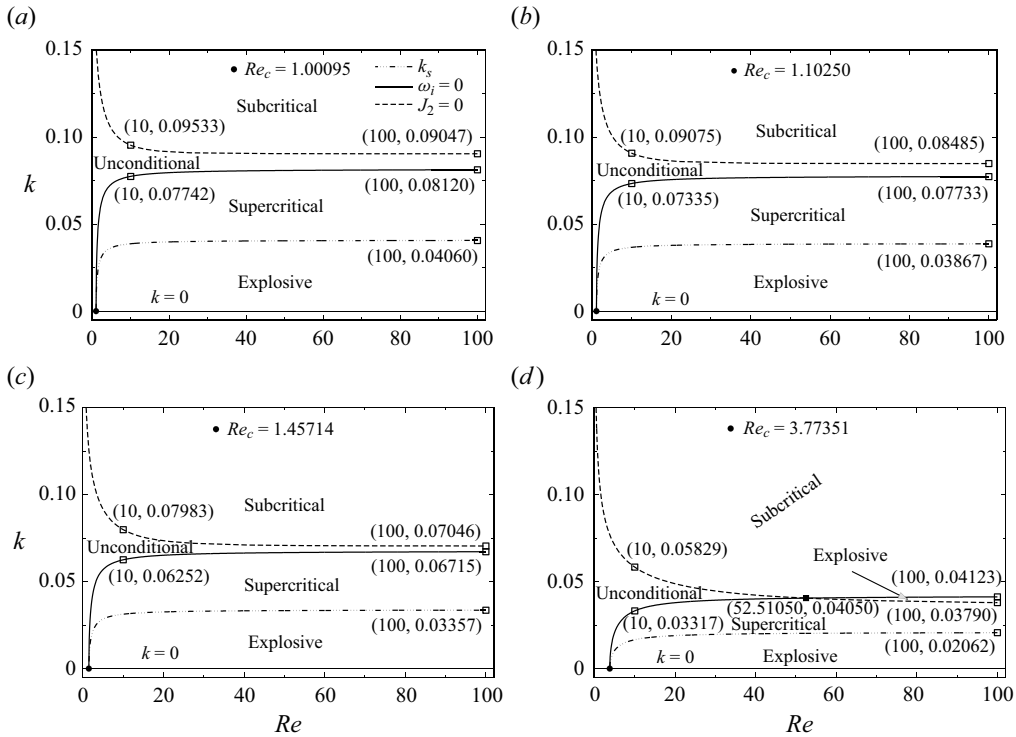 (a)
0.15
Re_c = 1.00095
k_s
ω_i = 0
J_2 = 0
Subcritical
(10, 0.09533)
0.10
(100, 0.09047)
Unconditional
k
(10, 0.07742)
(100, 0.08120)
Supercritical
0.05
(100, 0.04060)
Explosive
k = 0
0
0 20 40 60 80 100
(b)
0.15
Re_c = 1.10250
(10, 0.09075)
Subcritical
0.10
(100, 0.08485)
Unconditional
(10, 0.07335)
(100, 0.07733)
Supercritical
0.05
(100, 0.03867)
Explosive
k = 0
0
0 20 40 60 80 100
(c)
0.15
Re_c = 1.45714
Subcritical
0.10
(10, 0.07983)
(100, 0.07046)
Unconditional
k
(10, 0.06252)
(100, 0.06715)
0.05
Supercritical
(100, 0.03357)
Explosive
k = 0
0
0 20 40 60 80 100
Re
(d)
0.15
Re_c = 3.77351
Subcritical
0.10
(10, 0.05829)
Explosive
(100, 0.04123)
0.05
Unconditional
(52.51050, 0.04050)
(100, 0.03790)
(10, 0.03317)
Supercritical
(100, 0.02062)
k = 0
Explosive
0
0 20 40 60 80 100
Re